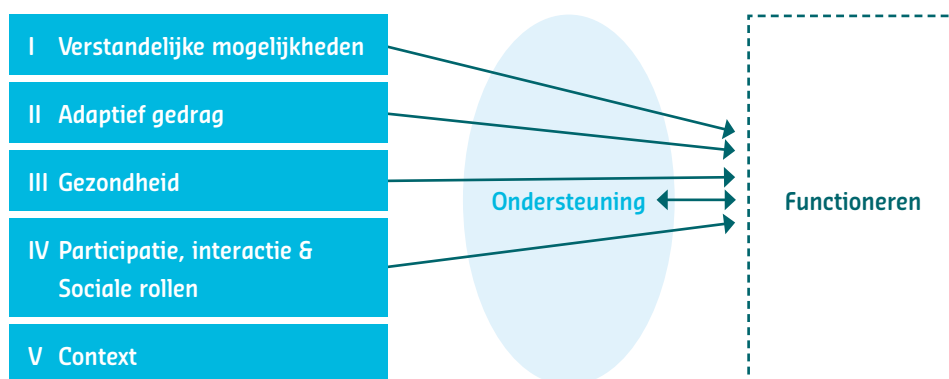 I Verstandelijke mogelijkheden
II Adaptief gedrag
III Gezondheid
Ondersteuning
Functioneren
IV Participatie, interactie &
Sociale rollen
V Context